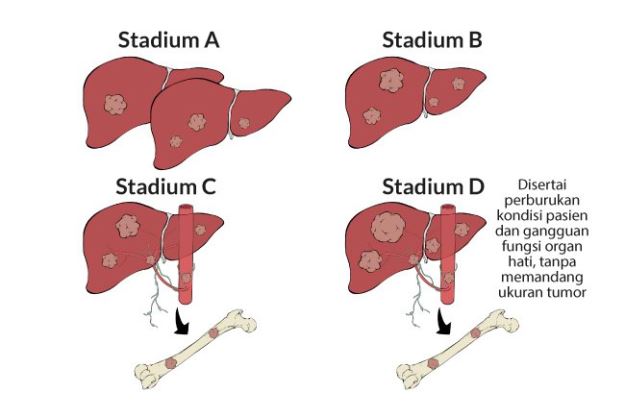 Stadium A
Stadium B
Stadium C
Stadium D
Disertai
perburukan
kondisi pasien
dan gangguan
fungsi organ
hati, tanpa
memandang
ukuran tumor